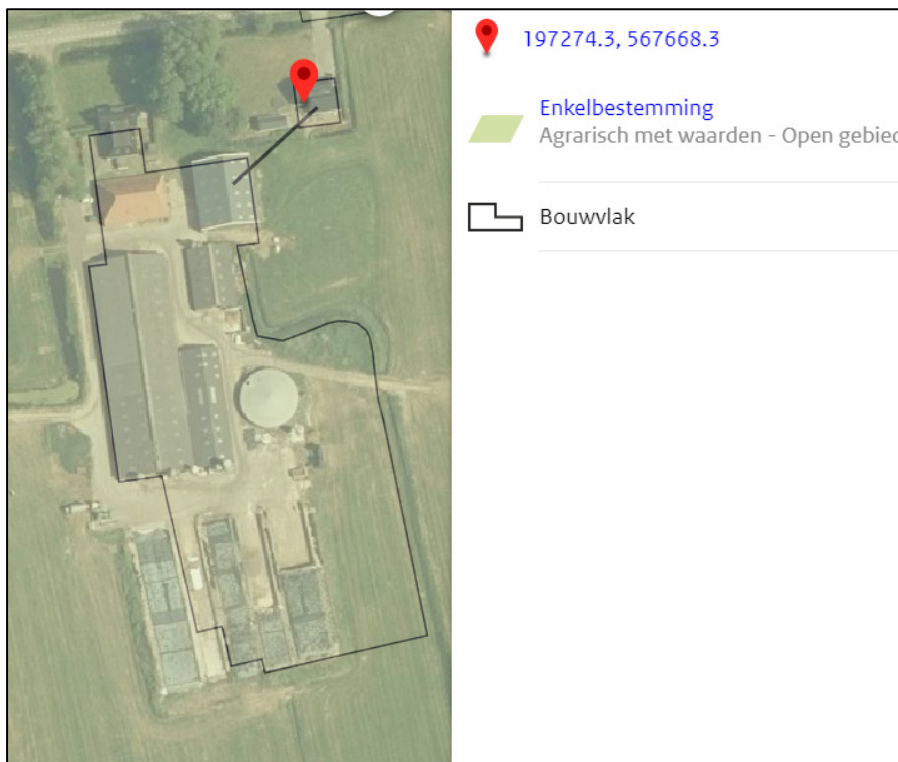 197274.3, 567668.3
Enkelbestemming
Agrarisch met waarden - Open gebied
Bouwvlak